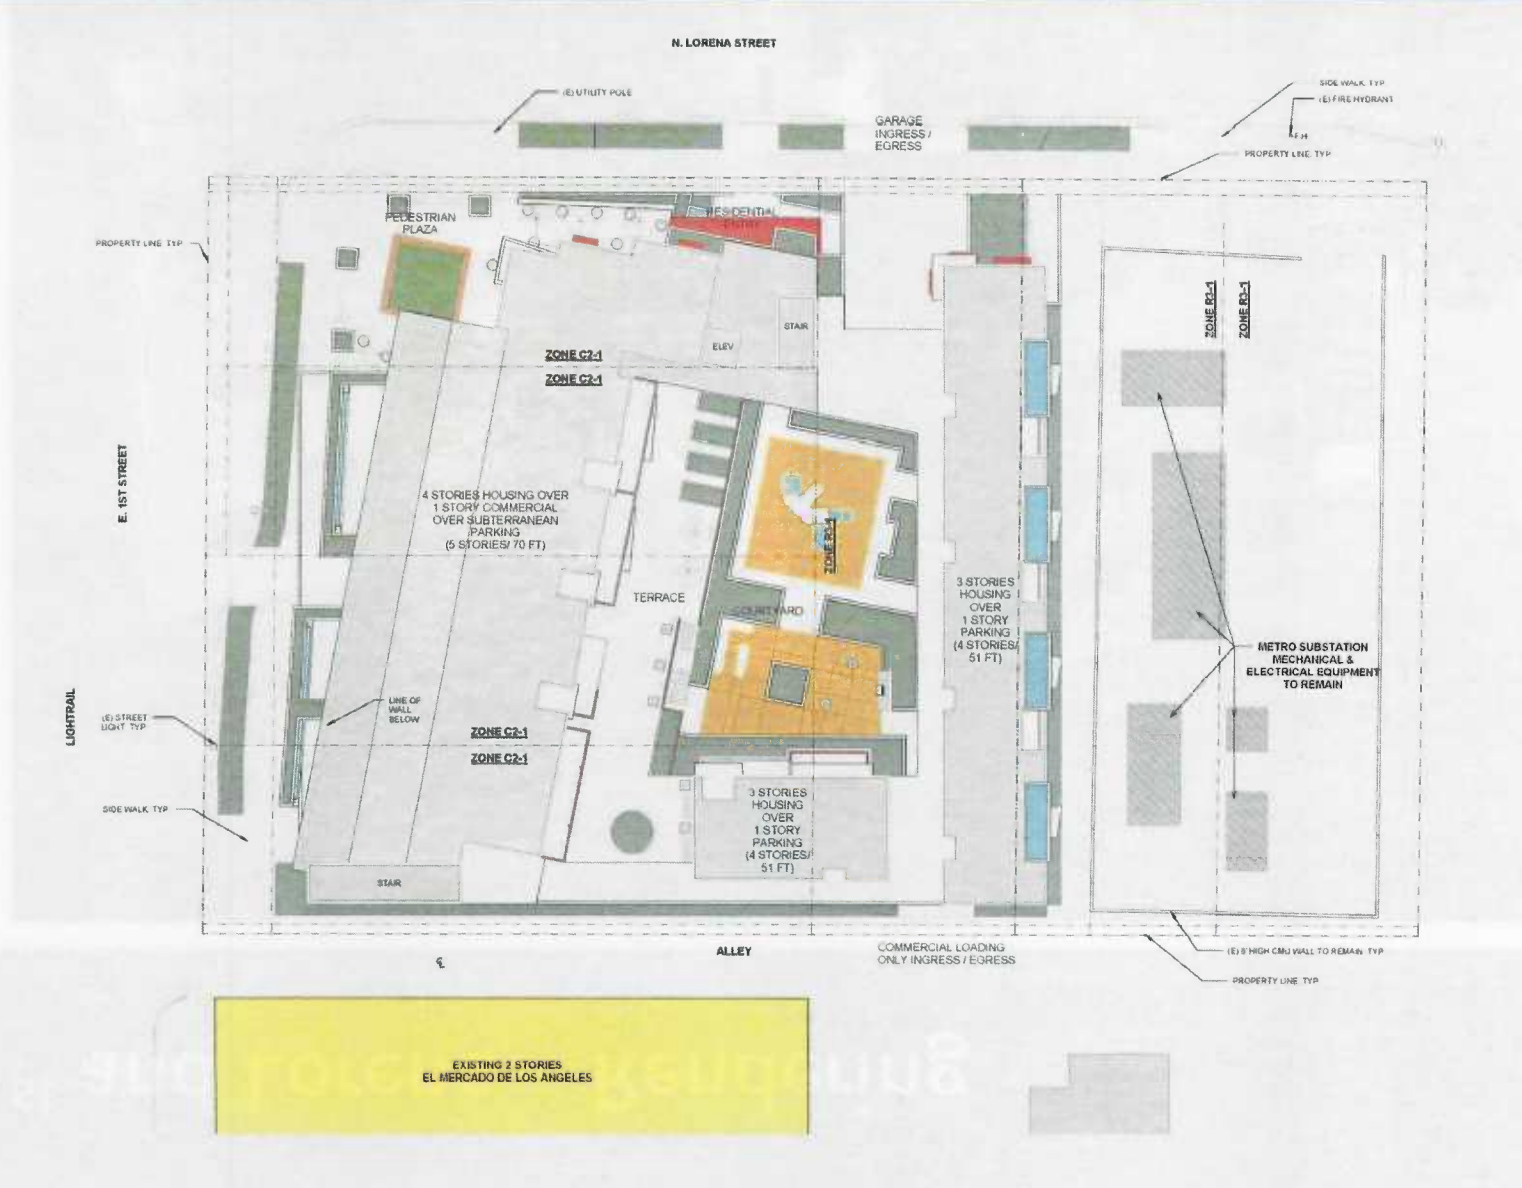 N. LORENA STREET
(E) UTILITY POLE
SIDE WALK, TYP
(E) FIRE HYDRANT
GARAGE
INGRESS /
EGRESS
F.H
PROPERTY LINE, TYP
PEDESTRIAN
PLAZA
RESIDENTIAL
ENTRY
PROPERTY LINE, TYP
ZONE R3-1
ZONE R3-1
STAIR
ELEV
ZONE C2-1
ZONE C2-1
E. 1ST STREET
4 STORIES HOUSING OVER
1 STORY COMMERCIAL
OVER SUBTERRANEAN
PARKING
(5 STORIES/ 70 FT)
ZONE R3-1
TERRACE
COURTYARD
3 STORIES
HOUSING
OVER
1 STORY
PARKING
(4 STORIES/
51 FT)
METRO SUBSTATION
MECHANICAL &
ELECTRICAL EQUIPMENT
TO REMAIN
LIGHTRAIL
(E) STREET
LIGHT, TYP
LINE OF
WALL
BELOW
ZONE C2-1
ZONE C2-1
SIDE WALK, TYP
3 STORIES
HOUSING
OVER
1 STORY
PARKING
(4 STORIES/
51 FT)
STAIR
ALLEY
COMMERCIAL LOADING
ONLY INGRESS / EGRESS
(E) 8' HIGH CMU WALL TO REMAIN, TYP
PROPERTY LINE, TYP
EXISTING 2 STORIES
EL MERCADO DE LOS ANGELES